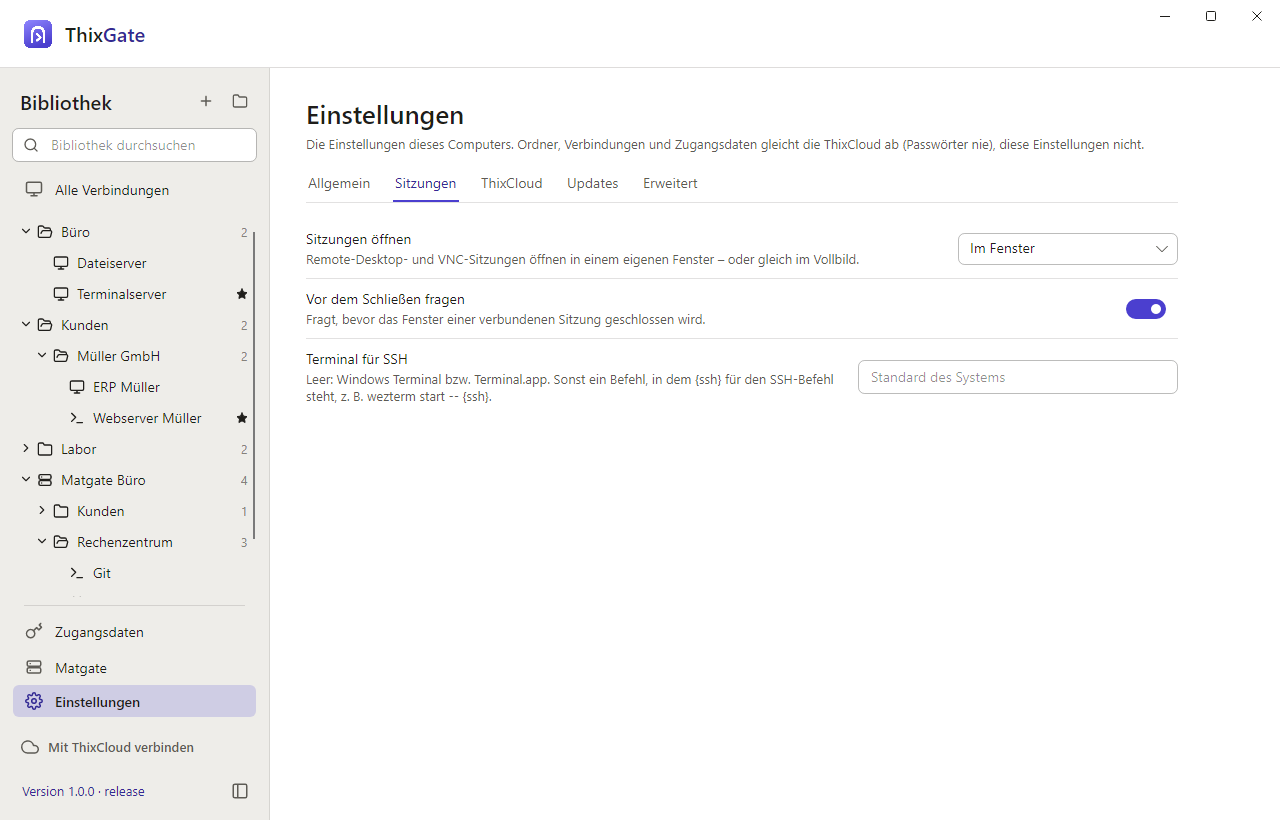 ThixGate
Bibliothek
Bibliothek durchsuchen
Alle Verbindungen
Büro 2
Dateiserver
Terminalserver
Kunden 2
Müller GmbH 2
ERP Müller
Webserver Müller
Labor 2
Matgate Büro 4
Kunden 1
Rechenzentrum 3
Git
Zugangsdaten
Matgate
Einstellungen
Mit ThixCloud verbinden
Version 1.0.0 · release
Einstellungen
Die Einstellungen dieses Computers. Ordner, Verbindungen und Zugangsdaten gleicht die ThixCloud ab (Passwörter nie), diese Einstellungen nicht.
Allgemein Sitzungen ThixCloud Updates Erweitert
Sitzungen öffnen
Remote-Desktop- und VNC-Sitzungen öffnen in einem eigenen Fenster – oder gleich im Vollbild.
Im Fenster
Vor dem Schließen fragen
Fragt, bevor das Fenster einer verbundenen Sitzung geschlossen wird.
Terminal für SSH
Leer: Windows Terminal bzw. Terminal.app. Sonst ein Befehl, in dem {ssh} für den SSH-Befehl
steht, z. B. wezterm start -- {ssh}.
Standard des Systems